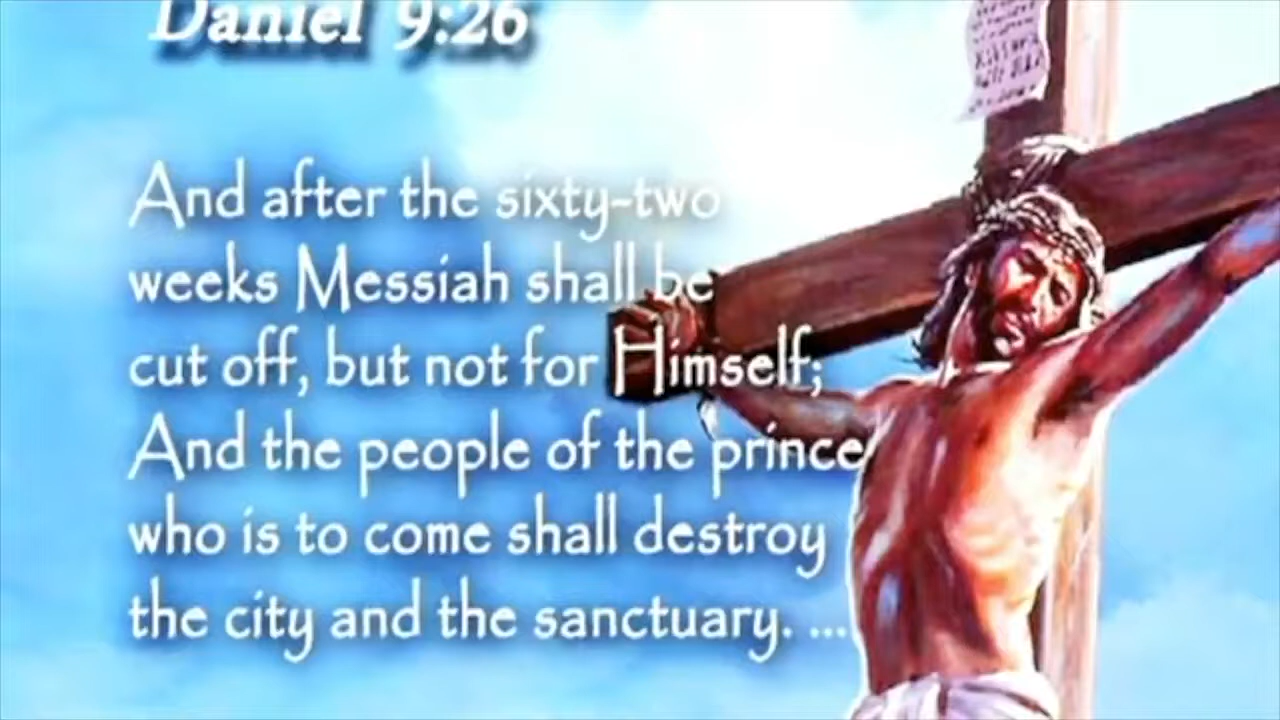 Daniel 9:26
And after the sixty-two
weeks Messiah shall be
cut off, but not for Himself;
And the people of the prince
who is to come shall destroy
the city and the sanctuary. ...